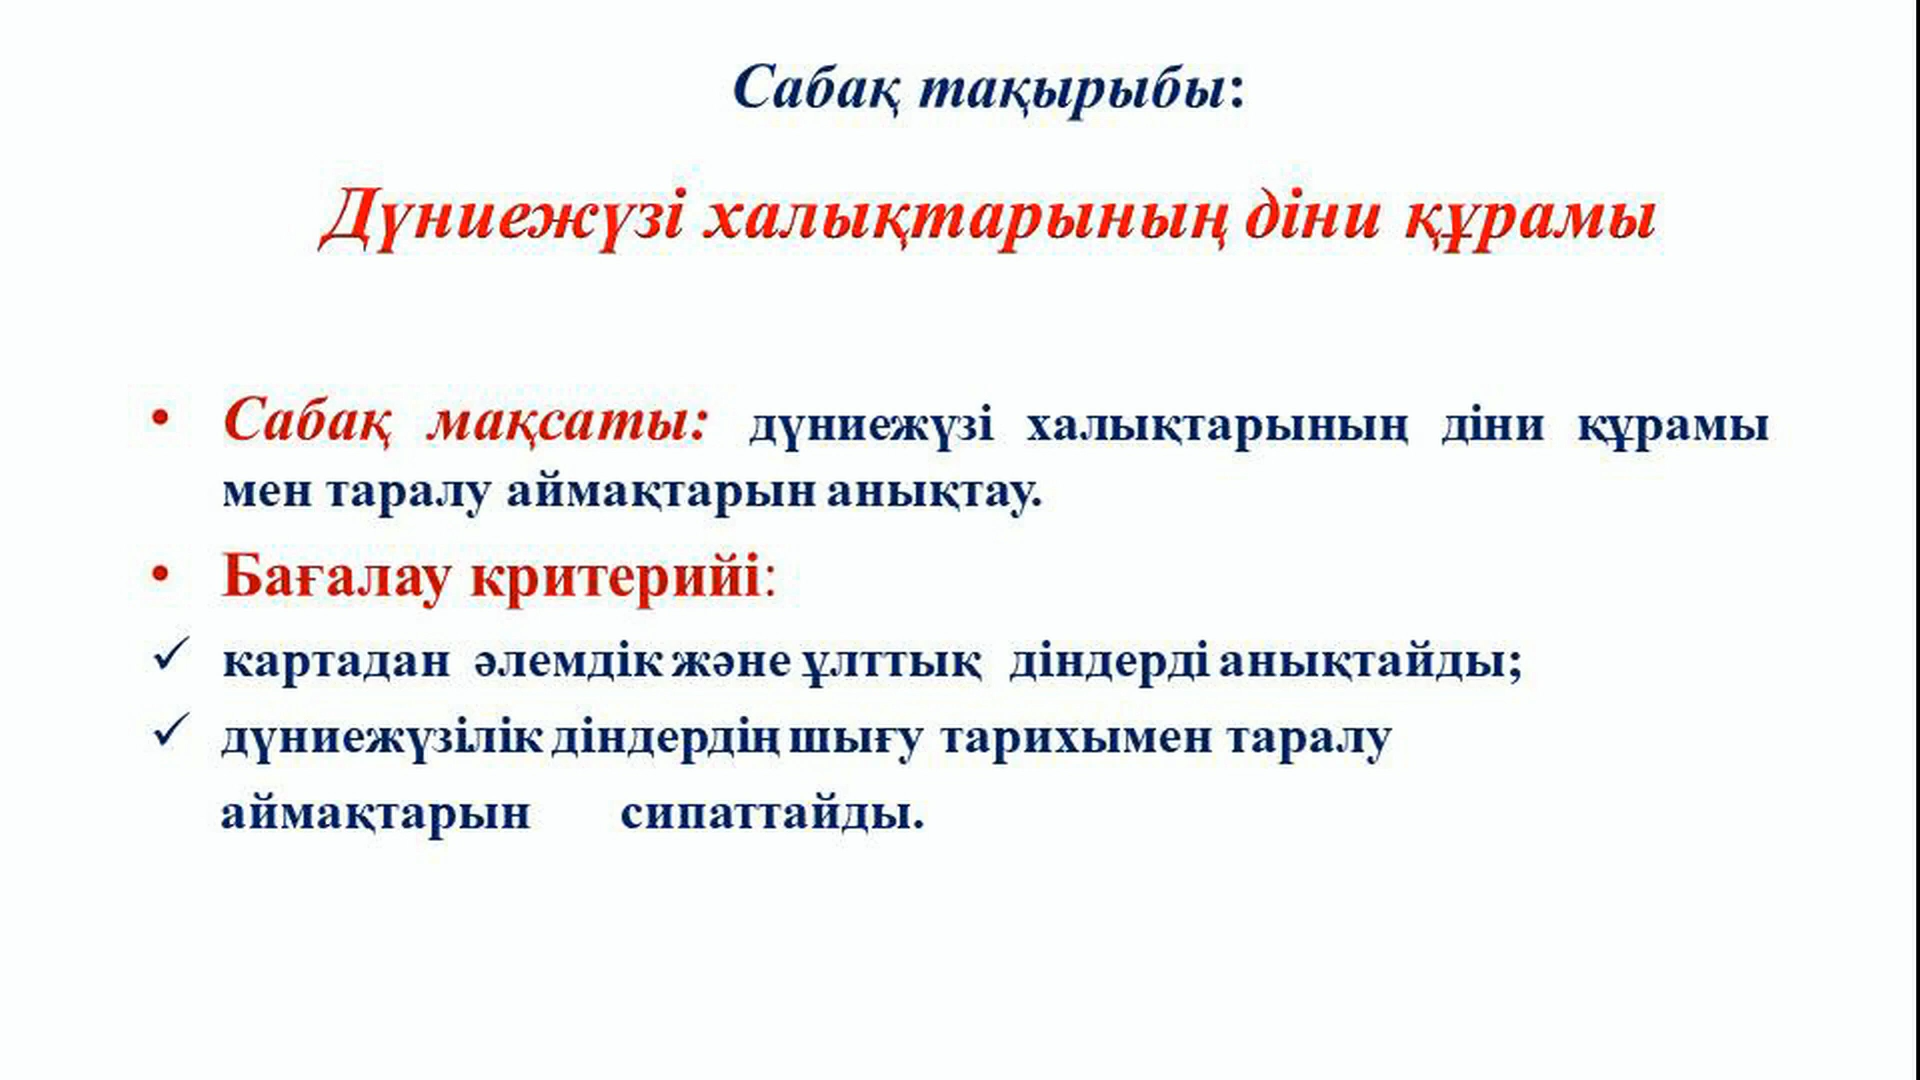 Сабақ тақырыбы:
Дүниежүзі халықтарының діни құрамы
• Сабақ мақсаты: дүниежүзі халықтарының діни құрамы
мен таралу аймақтарын анықтау.
• Бағалау критерийі:
✓ картадан әлемдік және ұлттық діндерді анықтайды;
✓ дүниежүзілік діндердің шығу тарихымен таралу
аймақтарын сипаттайды.